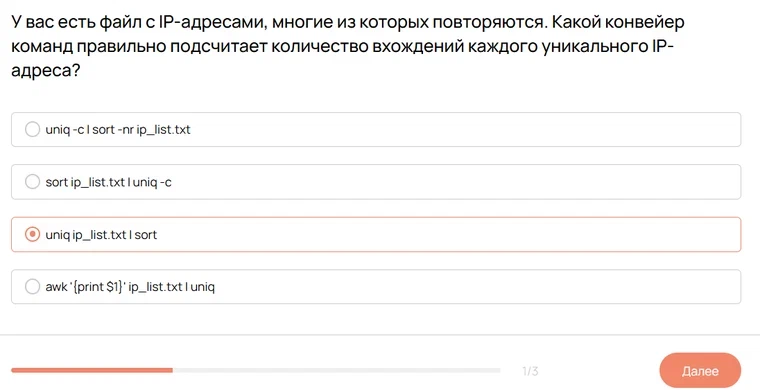 У вас есть файл с IP-адресами, многие из которых повторяются. Какой конвейер
команд правильно подсчитает количество вхождений каждого уникального IP-
адреса?
uniq -c | sort -nr ip_list.txt
sort ip_list.txt | uniq -c
uniq ip_list.txt | sort
awk '{print $1}' ip_list.txt | uniq
1/3
Далее